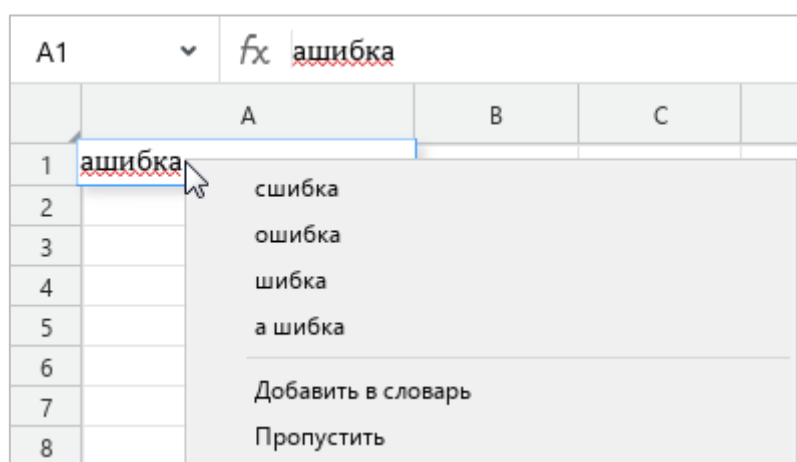 A1 fx ашибка
A B C
1 ашибка
сшибка
2
ошибка
3
шибка
4
а шибка
5
6
Добавить в словарь
7
Пропустить
8